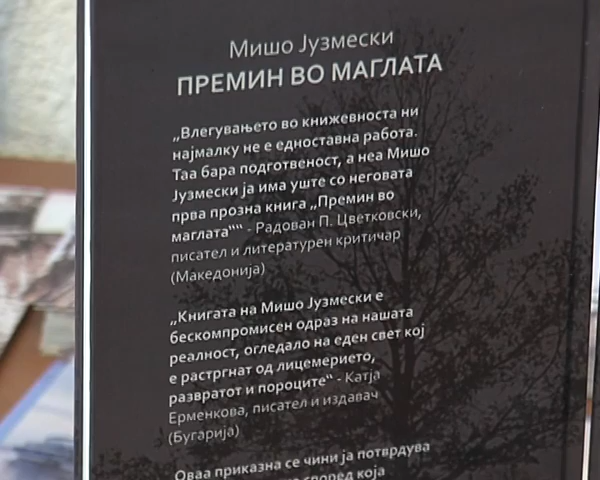 Мишо Јузмески
ПРЕМИН ВО МАГЛАТА
„Влегувањето во книжевноста ни
најмалку не е едноставна работа.
Таа бара подготвеност, а неа Мишо
Јузмески ја има уште со неговата
прва прозна книга „Премин во
маглата““ - Радован П. Цветковски,
писател и литературен критичар
(Македонија)
„Книгата на Мишо Јузмески е
бескомпромисен одраз на нашата
реалност, огледало на еден свет кој
е растргнат од лицемерието,
развратот и пороците“ - Катја
Ерменкова, писател и издавач
(Бугарија)
Оваа приказна се чини ја потврдува
според која